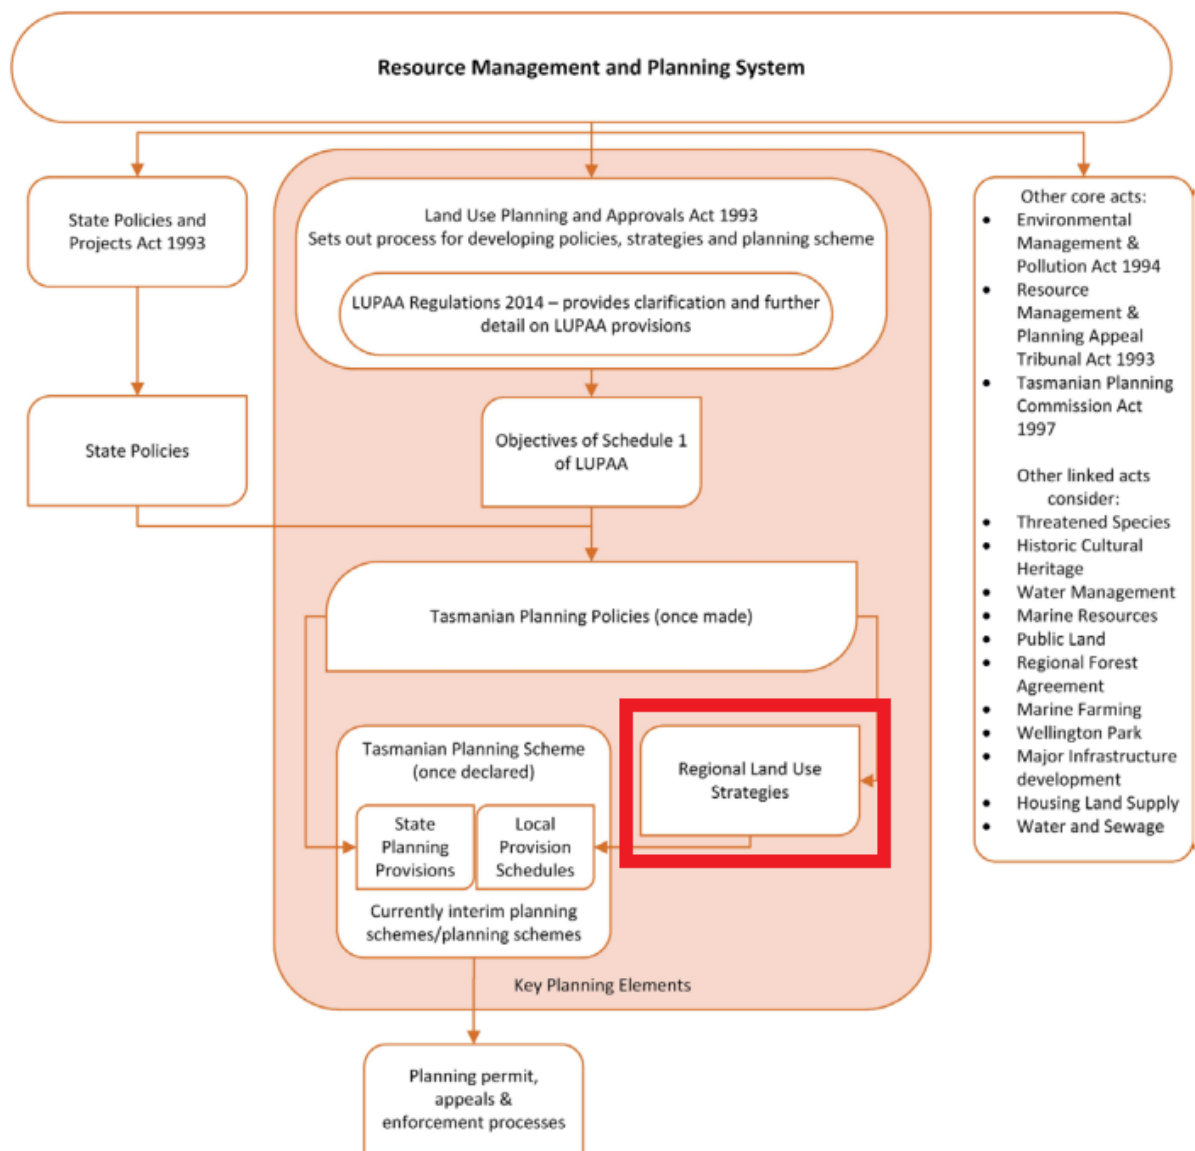 Resource Management and Planning System
State Policies and
Projects Act 1993
State Policies
Land Use Planning and Approvals Act 1993
Sets out process for developing policies, strategies and planning scheme
LUPAA Regulations 2014 – provides clarification and further
detail on LUPAA provisions
Objectives of Schedule 1
of LUPAA
Tasmanian Planning Policies (once made)
Tasmanian Planning Scheme
(once declared)
State
Planning
Provisions
Local
Provision
Schedules
Currently interim planning
schemes/planning schemes
Regional Land Use
Strategies
Key Planning Elements
Planning permit,
appeals &
enforcement processes
Other core acts:
• Environmental
Management &
Pollution Act 1994
• Resource
Management &
Planning Appeal
Tribunal Act 1993
• Tasmanian Planning
Commission Act
1997
Other linked acts
consider:
• Threatened Species
• Historic Cultural
Heritage
• Water Management
• Marine Resources
• Public Land
• Regional Forest
Agreement
• Marine Farming
• Wellington Park
• Major Infrastructure
development
• Housing Land Supply
• Water and Sewage